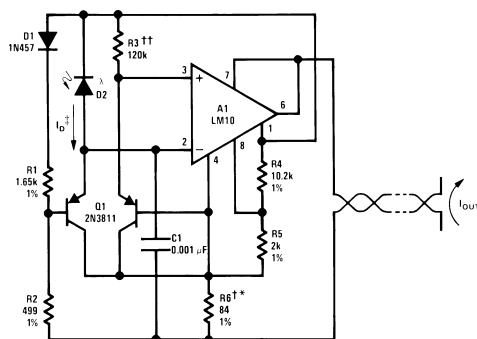 D1
1N457
R3††
120k
λ
D2
I_D‡
3
+
2
−
7
A1
LM10
6
8
1
4
R1
1.65k
1%
Q1
2N3811
C1
0.001 μF
R4
10.2k
1%
R5
2k
1%
I_OUT
R2
499
1%
R6†*
84
1%